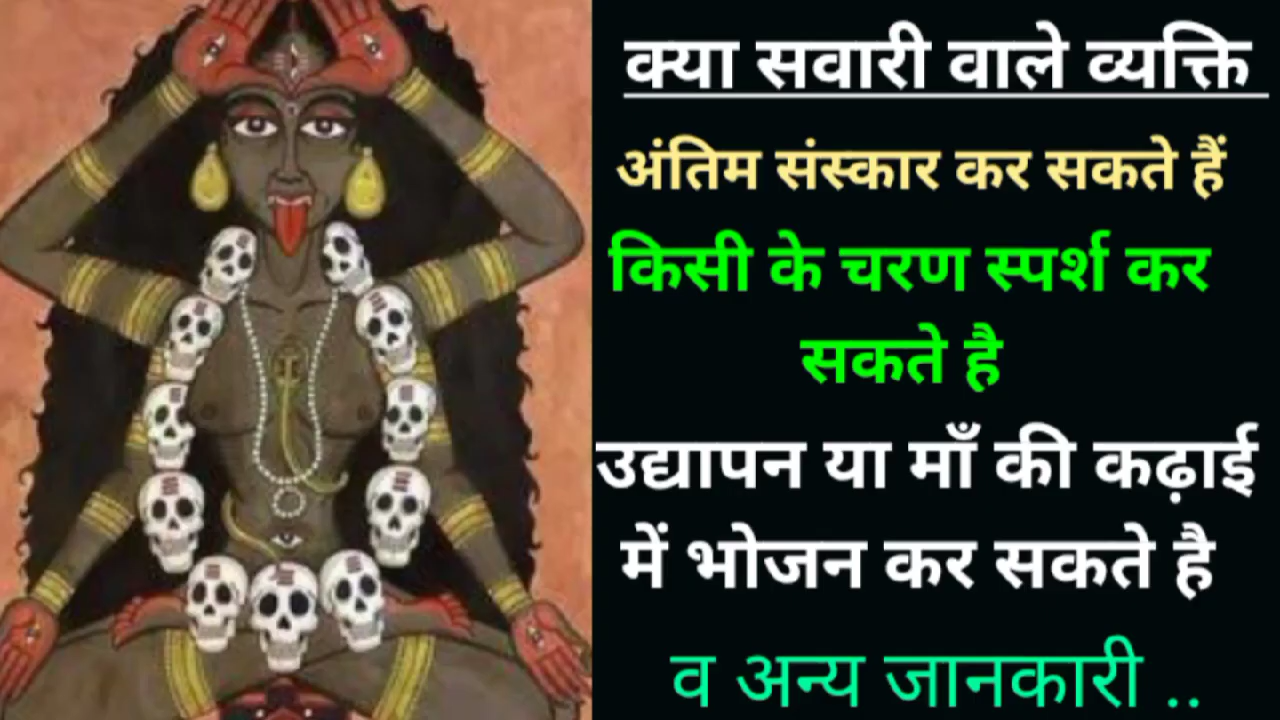 क्या सवारी वाले व्यक्ति
अंतिम संस्कार कर सकते हैं
किसी के चरण स्पर्श कर
सकते है
उद्यापन या माँ की कढ़ाई
में भोजन कर सकते है
व अन्य जानकारी ..